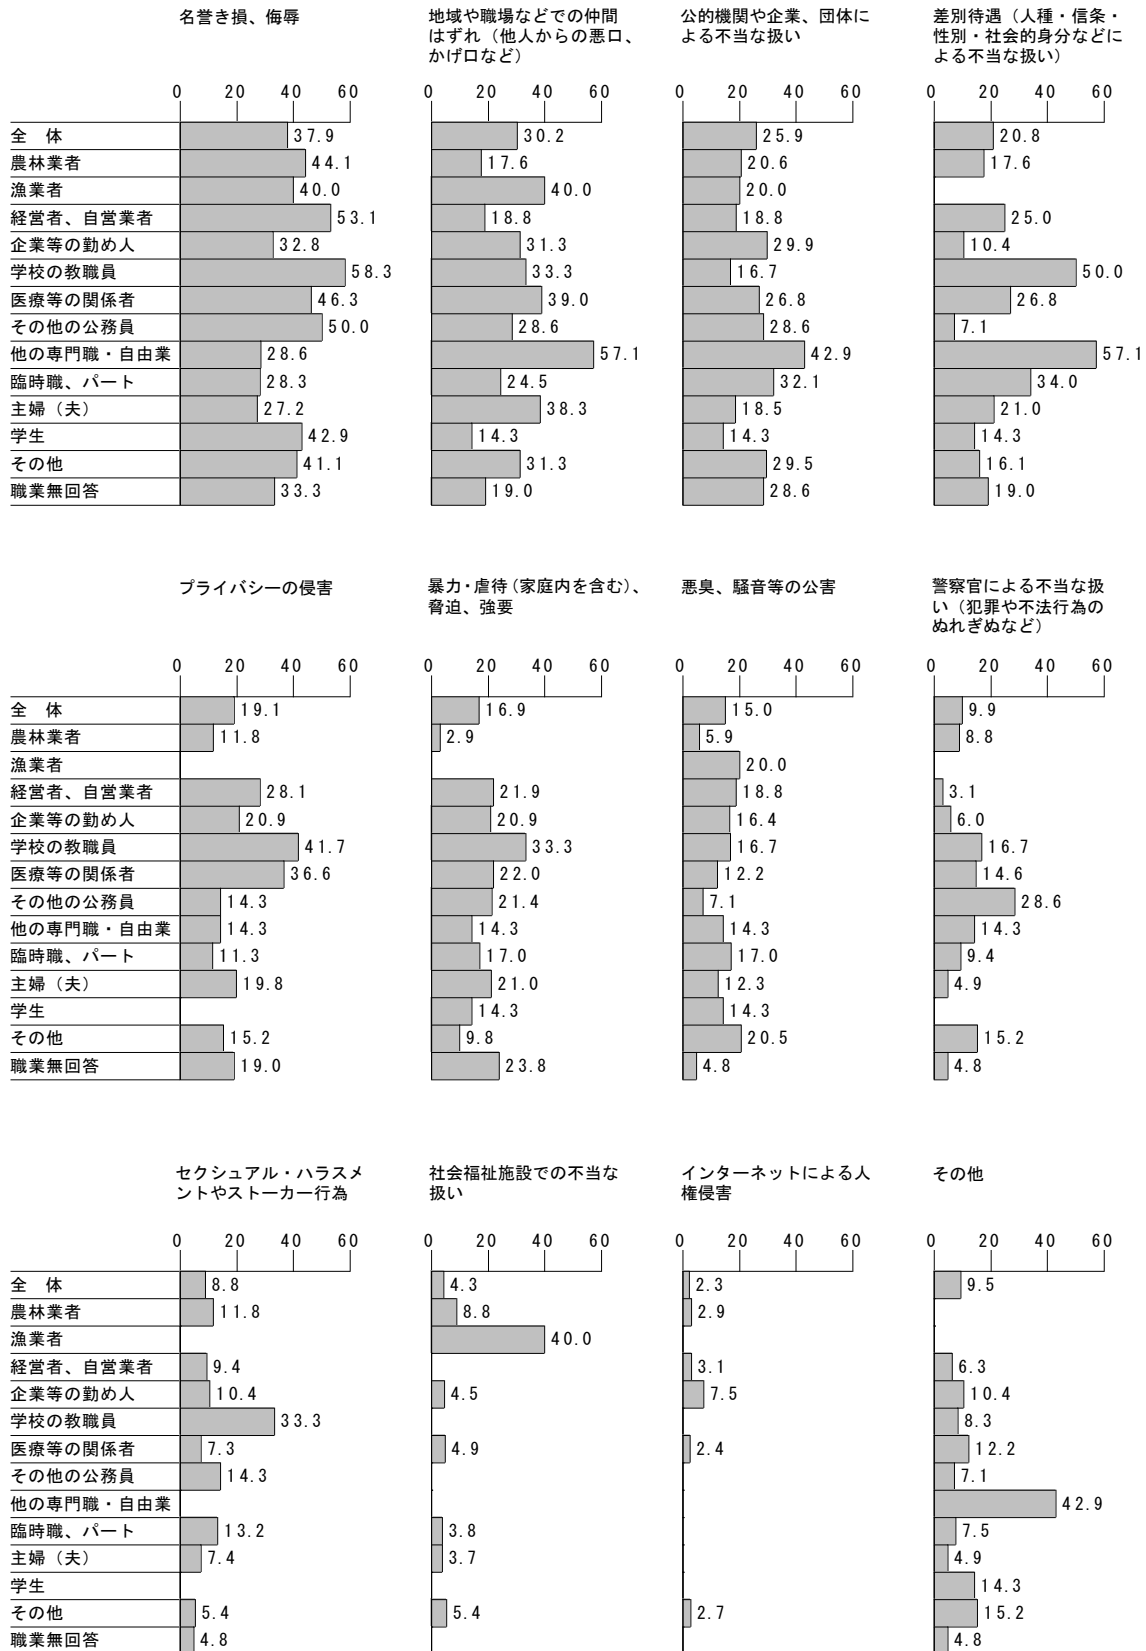 名誉き損、侮辱
地域や職場などでの仲間
はずれ（他人からの悪口、
かげ口など）
公的機関や企業、団体に
よる不当な扱い
差別待遇（人種・信条・
性別・社会的身分などに
よる不当な扱い）
0 20 40 60 0 20 40 60 0 20 40 60 0 20 40 60
全　体 37.9 30.2 25.9 20.8
農林業者 44.1 17.6 20.6 17.6
漁業者 40.0 40.0 20.0
経営者、自営業者 53.1 18.8 18.8 25.0
企業等の勤め人 32.8 31.3 29.9 10.4
学校の教職員 58.3 33.3 16.7 50.0
医療等の関係者 46.3 39.0 26.8 26.8
その他の公務員 50.0 28.6 28.6 7.1
他の専門職・自由業 28.6 57.1 42.9 57.1
臨時職、パート 28.3 24.5 32.1 34.0
主婦（夫） 27.2 38.3 18.5 21.0
学生 42.9 14.3 14.3 14.3
その他 41.1 31.3 29.5 16.1
職業無回答 33.3 19.0 28.6 19.0
プライバシーの侵害
暴力・虐待（家庭内を含む）、
脅迫、強要
悪臭、騒音等の公害
警察官による不当な扱
い（犯罪や不法行為の
ぬれぎぬなど）
0 20 40 60 0 20 40 60 0 20 40 60 0 20 40 60
全　体 19.1 16.9 15.0 9.9
農林業者 11.8 2.9 5.9 8.8
漁業者 20.0
経営者、自営業者 28.1 21.9 18.8 3.1
企業等の勤め人 20.9 20.9 16.4 6.0
学校の教職員 41.7 33.3 16.7 16.7
医療等の関係者 36.6 22.0 12.2 14.6
その他の公務員 14.3 21.4 7.1 28.6
他の専門職・自由業 14.3 14.3 14.3 14.3
臨時職、パート 11.3 17.0 17.0 9.4
主婦（夫） 19.8 21.0 12.3 4.9
学生 14.3 14.3
その他 15.2 9.8 20.5 15.2
職業無回答 19.0 23.8 4.8 4.8
セクシュアル・ハラスメ
ントやストーカー行為
社会福祉施設での不当な
扱い
インターネットによる人
権侵害
その他
0 20 40 60 0 20 40 60 0 20 40 60 0 20 40 60
全　体 8.8 4.3 2.3 9.5
農林業者 11.8 8.8 2.9
漁業者 40.0
経営者、自営業者 9.4 3.1 6.3
企業等の勤め人 10.4 4.5 7.5 10.4
学校の教職員 33.3 8.3
医療等の関係者 7.3 4.9 2.4 12.2
その他の公務員 14.3 7.1
他の専門職・自由業 42.9
臨時職、パート 13.2 3.8 7.5
主婦（夫） 7.4 3.7 4.9
学生 14.3
その他 5.4 5.4 2.7 15.2
職業無回答 4.8 4.8